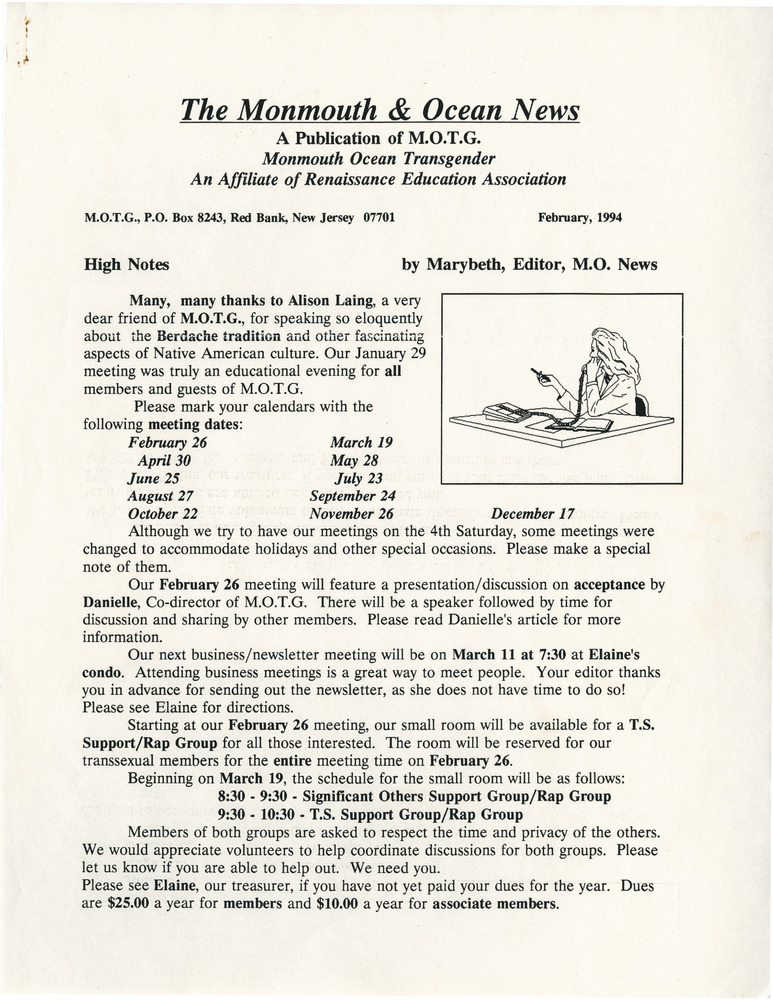 The Monmouth & Ocean News
A Publication of M.O.T.G.
Monmouth Ocean Transgender
An Affiliate of Renaissance Education Association
M.O.T.G., P.O. Box 8243, Red Bank, New Jersey 07701 February, 1994
High Notes by Marybeth, Editor, M.O. News
Many, many thanks to Alison Laing, a very
dear friend of M.O.T.G., for speaking so eloquently
about the Berdache tradition and other fascinating
aspects of Native American culture. Our January 29
meeting was truly an educational evening for all
members and guests of M.O.T.G.
Please mark your calendars with the
following meeting dates:
February 26 March 19
April 30 May 28
June 25 July 23
August 27 September 24
October 22 November 26 December 17
Although we try to have our meetings on the 4th Saturday, some meetings were
changed to accommodate holidays and other special occasions. Please make a special
note of them.
Our February 26 meeting will feature a presentation/discussion on acceptance by
Danielle, Co-director of M.O.T.G. There will be a speaker followed by time for
discussion and sharing by other members. Please read Danielle's article for more
information.
Our next business/newsletter meeting will be on March 11 at 7:30 at Elaine's
condo. Attending business meetings is a great way to meet people. Your editor thanks
you in advance for sending out the newsletter, as she does not have time to do so!
Please see Elaine for directions.
Starting at our February 26 meeting, our small room will be available for a T.S.
Support/Rap Group for all those interested. The room will be reserved for our
transsexual members for the entire meeting time on February 26.
Beginning on March 19, the schedule for the small room will be as follows:
8:30 - 9:30 - Significant Others Support Group/Rap Group
9:30 - 10:30 - T.S. Support Group/Rap Group
Members of both groups are asked to respect the time and privacy of the others.
We would appreciate volunteers to help coordinate discussions for both groups. Please
let us know if you are able to help out. We need you.
Please see Elaine, our treasurer, if you have not yet paid your dues for the year. Dues
are $25.00 a year for members and $10.00 a year for associate members.